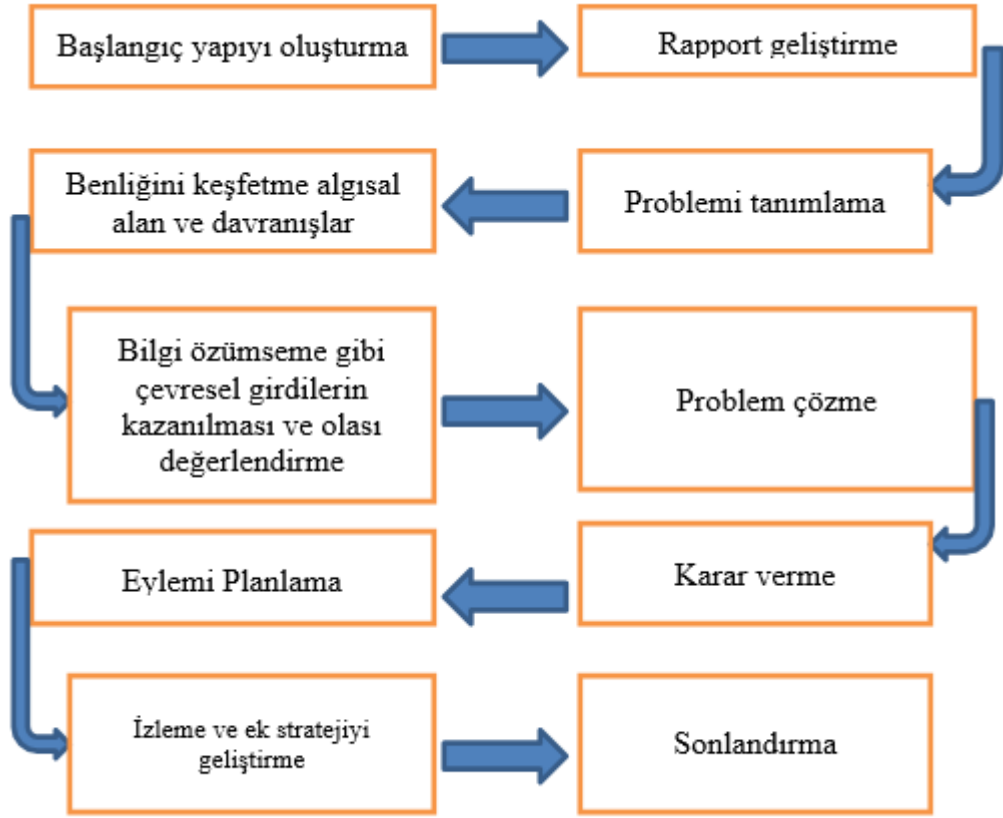 Başlangıç yapıyı oluşturma
Rapport geliştirme
Problemi tanımlama
Benliğini keşfetme algısal
alan ve davranışlar
Bilgi özümseme gibi
çevresel girdilerin
kazanılması ve olası
değerlendirme
Problem çözme
Karar verme
Eylemi Planlama
İzleme ve ek stratejiyi
geliştirme
Sonlandırma